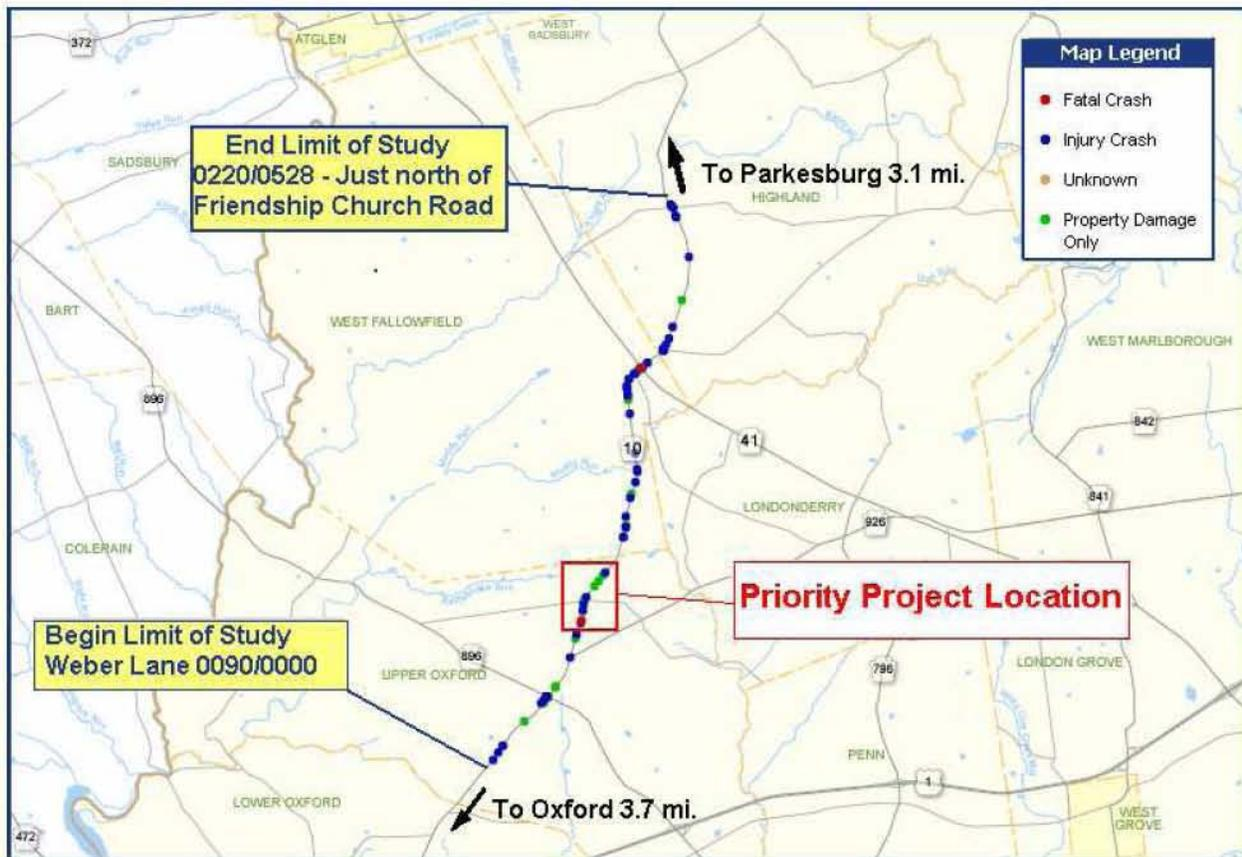 372
ATGLEN
WEST
SADSBURY
Map Legend
Fatal Crash
Injury Crash
Unknown
Property Damage
Only
End Limit of Study
0220/0528 - Just north of
Friendship Church Road
SADSBURY
To Parkesburg 3.1 mi.
HIGHLAND
BART
WEST FALLOWFIELD
WEST MARLBOROUGH
896
10
41
842
841
LONDONDERRY
926
COLERAIN
Priority Project Location
Begin Limit of Study
Weber Lane 0090/0000
896
UPPER OXFORD
796
LONDON GROVE
PENN
1
LOWER OXFORD
To Oxford 3.7 mi.
WEST
GROVE
472